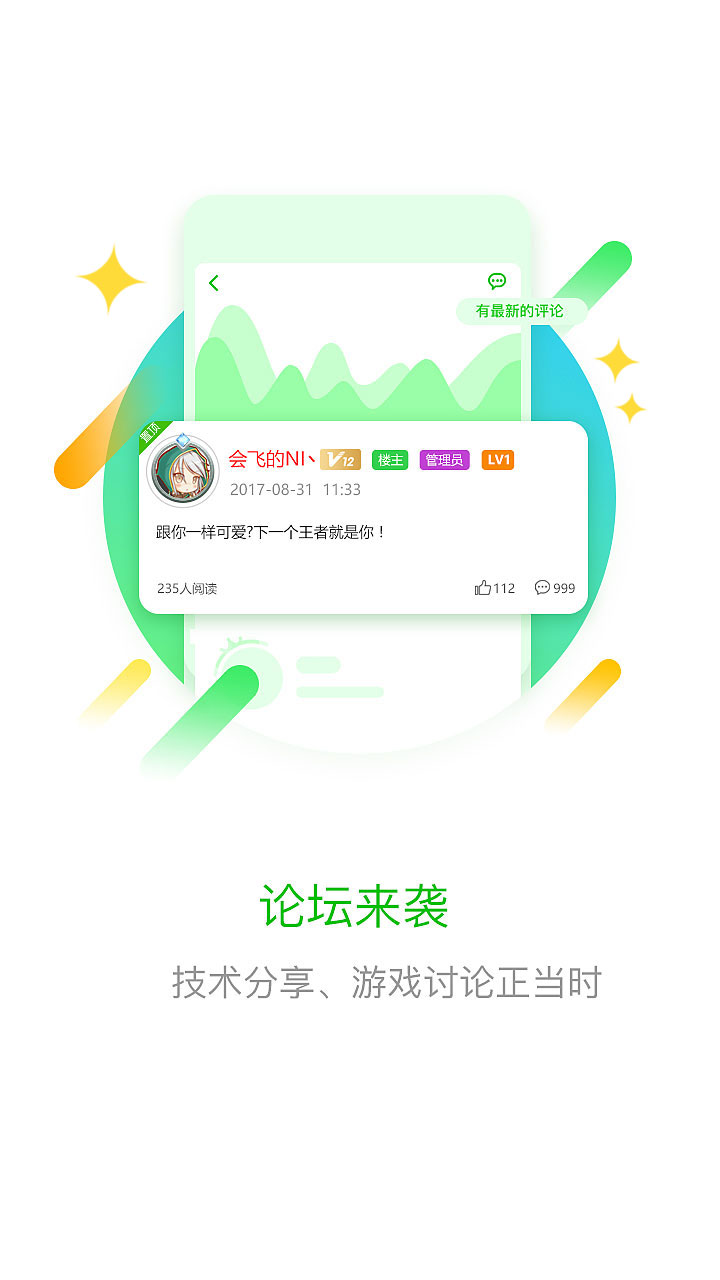 有最新的评论
置顶
会飞的NI丶 V12 楼主 管理员 LV1
2017-08-31 11:33
跟你一样可爱?下一个王者就是你！
235人阅读 112 999
论坛来袭
技术分享、游戏讨论正当时